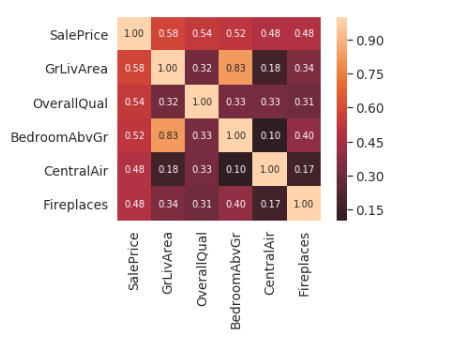 SalePrice 1.00 0.58 0.54 0.52 0.48 0.48
GrLivArea 0.58 1.00 0.32 0.83 0.18 0.34
OverallQual 0.54 0.32 1.00 0.33 0.33 0.31
BedroomAbvGr 0.52 0.83 0.33 1.00 0.10 0.40
CentralAir 0.48 0.18 0.33 0.10 1.00 0.17
Fireplaces 0.48 0.34 0.31 0.40 0.17 1.00
SalePrice
GrLivArea
OverallQual
BedroomAbvGr
CentralAir
Fireplaces
0.90
0.75
0.60
0.45
0.30
0.15